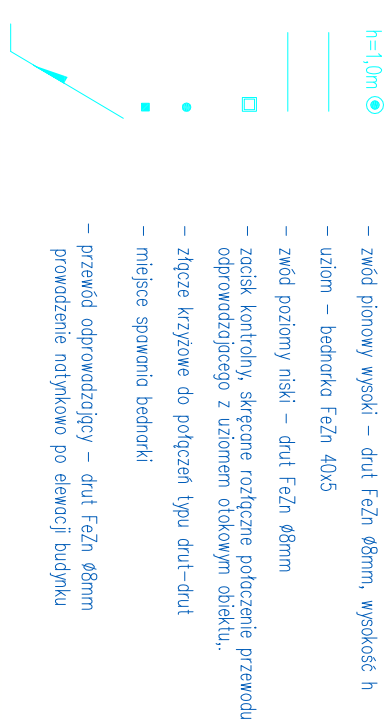 h=1,0m – zwód pionowy wysoki – drut FeZn Ø8mm, wysokość h
– uziom – bednarka FeZn 40x5
– zwód poziomy niski – drut FeZn Ø8mm
– zacisk kontrolny, skręcane rozłączne połaczenie przewodu
odprowadzajacego z uziomem otokowym obiektu,.
– złącze krzyżowe do połączeń typu drut–drut
– miejsce spawania bednarki
– przewód odprowadzający – drut FeZn Ø8mm
prowadzenie natynkowo po elewacji budynku